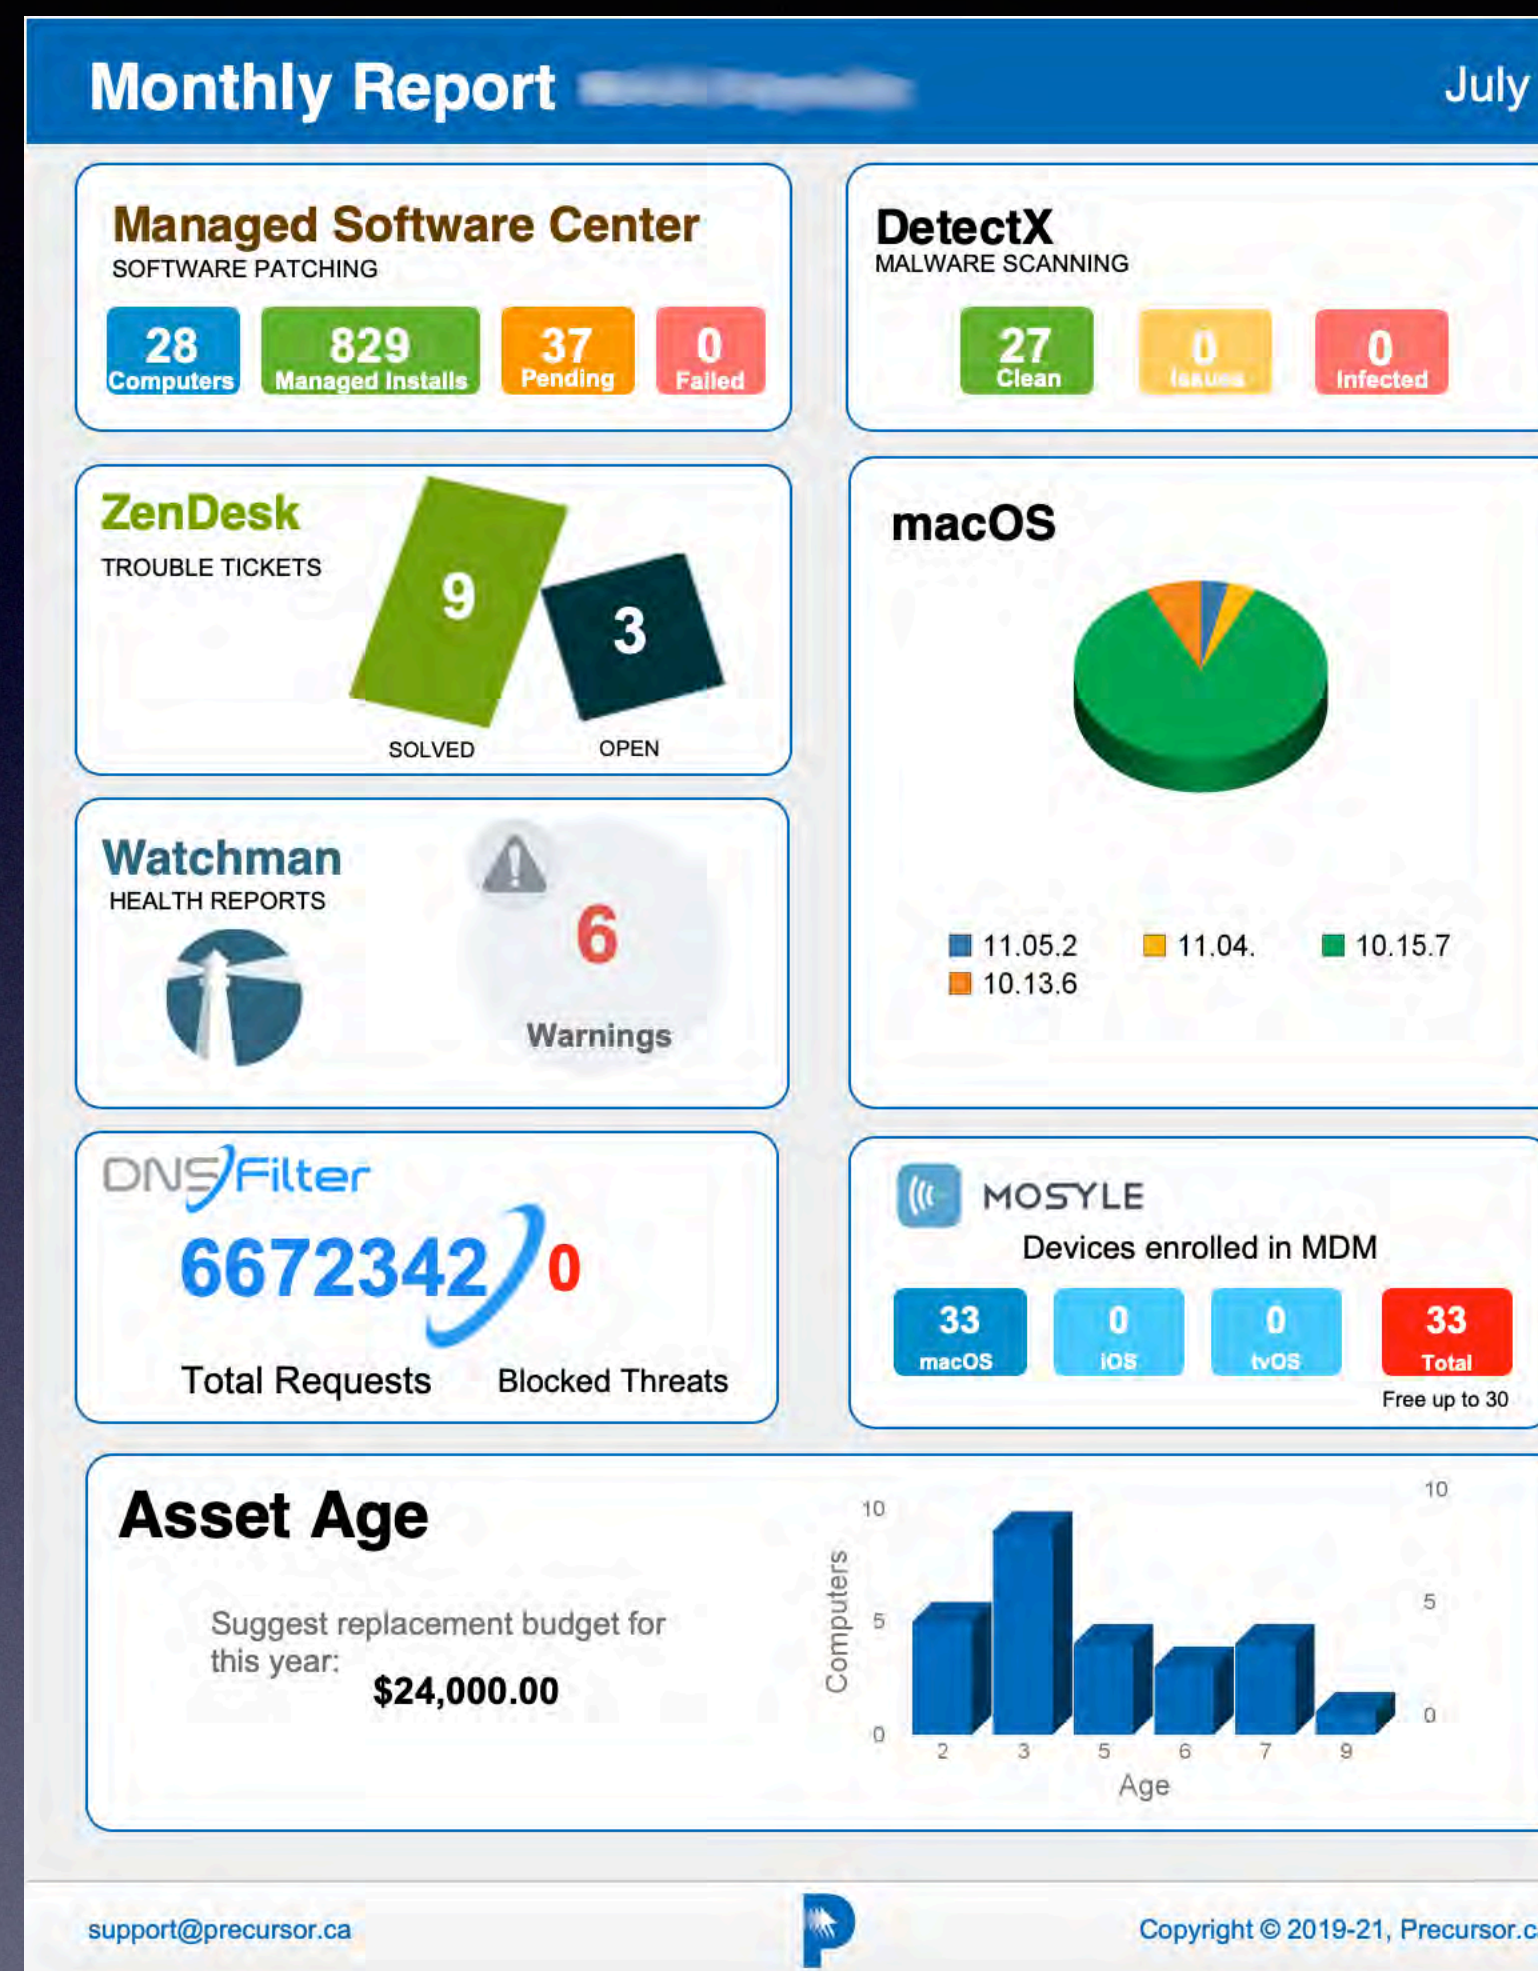 Monthly Report
July
Managed Software Center
SOFTWARE PATCHING
28
Computers
829
Managed Installs
37
Pending
0
Failed
DetectX
MALWARE SCANNING
27
Clean
0
Issues
0
Infected
ZenDesk
TROUBLE TICKETS
9
3
SOLVED
OPEN
macOS
11.05.2
11.04.
10.15.7
10.13.6
Watchman
HEALTH REPORTS
6
Warnings
DNSFilter
6672342
0
Total Requests
Blocked Threats
MOSYLE
Devices enrolled in MDM
33
macOS
0
iOS
0
tvOS
33
Total
Free up to 30
Asset Age
Suggest replacement budget for
this year:
$24,000.00
Computers
10
5
0
2 3 5 6 7 9
Age
10
5
0
support@precursor.ca
P
Copyright © 2019-21, Precursor.c